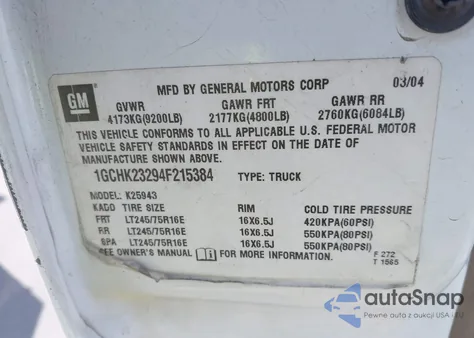 GM
MFD BY GENERAL MOTORS CORP 03/04
GVWR GAWR FRT GAWR RR
4173KG(9200LB) 2177KG(4800LB) 2760KG(6084LB)
THIS VEHICLE CONFORMS TO ALL APPLICABLE U.S. FEDERAL MOTOR
VEHICLE SAFETY STANDARDS IN EFFECT ON THE DATE OF
MANUFACTURE SHOWN ABOVE.
1GCHK23294F215384 TYPE: TRUCK
MODEL: K25943
KADO TIRE SIZE RIM COLD TIRE PRESSURE
FRT LT245/75R16E 16X6.5J 420KPA(60PSI)
RR LT245/75R16E 16X6.5J 550KPA(80PSI)
SPA LT245/75R16E 16X6.5J 550KPA(80PSI)
SEE OWNER'S MANUAL FOR MORE INFORMATION.
F 272
T 1565
autoSnap
Pewne auta z aukcji USA i EU